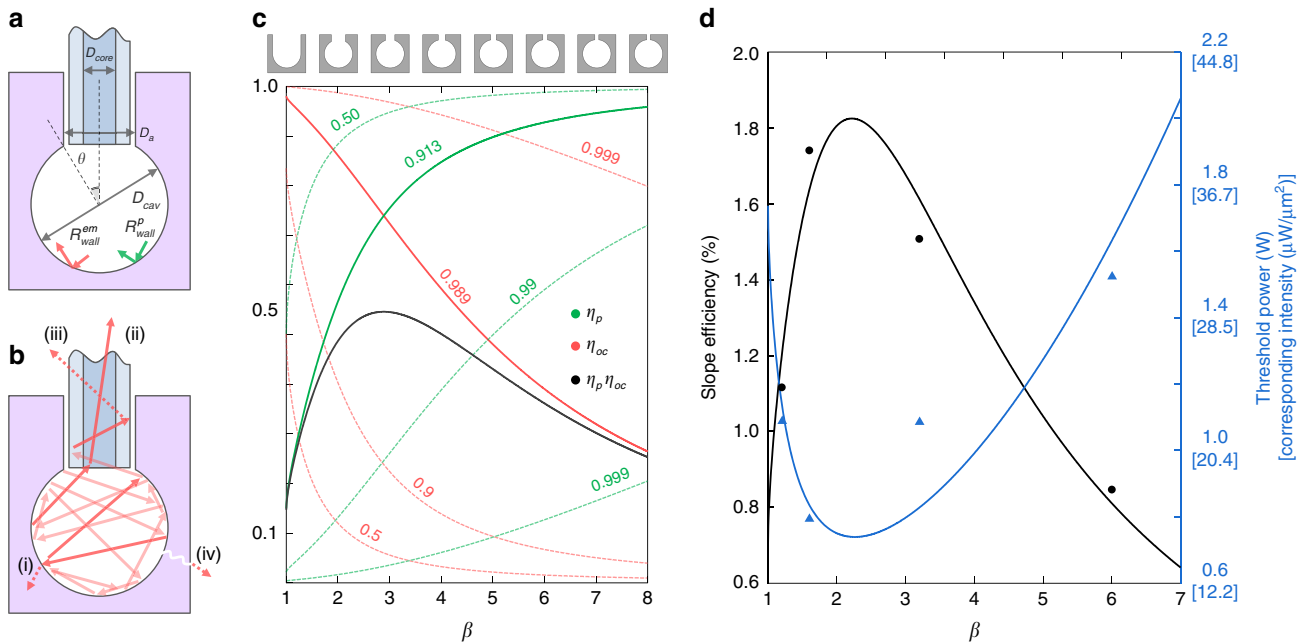 a
D_core
D_a
θ
D_cav
R^em_wall
R^p_wall
b
(iii)
(ii)
(i)
(iv)
c
1.0
0.5
0.1
0.50
0.913
0.999
0.989
0.99
0.9
0.5
0.999
η_p
η_oc
η_p η_oc
1 2 3 4 5 6 7 8
β
d
Slope efficiency (%)
2.0
1.8
1.6
1.8
1.2
1.0
0.8
0.6
1 2 3 4 5 6 7
β
2.2
[44.8]
1.8
[36.7]
1.4
[28.5]
1.0
[20.4]
0.6
[12.2]
Threshold power (W)
[corresponding intensity (μW/μm²)